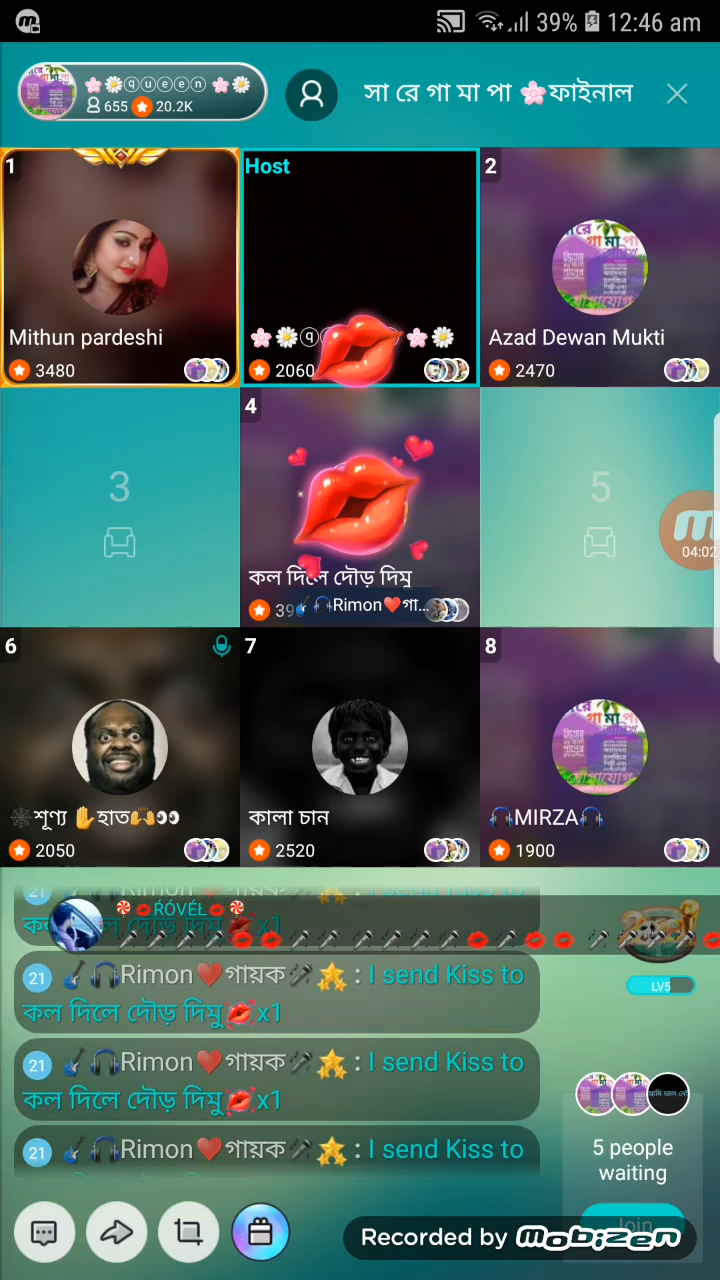 39% 12:46 am
🌸🌼ⓠⓤⓔⓔⓝ 🌸🌼
655 20.2K
সা রে গা মা পা 🌸ফাইনাল
1
Host
2
Mithun pardeshi
3480
🌸🌼ⓠ
2060
Azad Dewan Mukti
2470
3
4
5
04:02
কল দিলে দৌড় দিমু
🎸🎧Rimon❤️গা...
6
7
8
🕸️শূণ্য ✋হাত🙌👀
2050
কালা চান
2520
🎧MIRZA🎧
1900
🍭💋ŔÓVÉŁ💋🍭
LV5
21 🎸🎧Rimon❤️গায়ক🎤🌟 : I send Kiss to
কল দিলে দৌড় দিমু💋x1
21 🎸🎧Rimon❤️গায়ক🎤🌟 : I send Kiss to
কল দিলে দৌড় দিমু💋x1
21 🎸🎧Rimon❤️গায়ক🎤🌟 : I send Kiss to
5 people
waiting
Join
Recorded by Mobizen